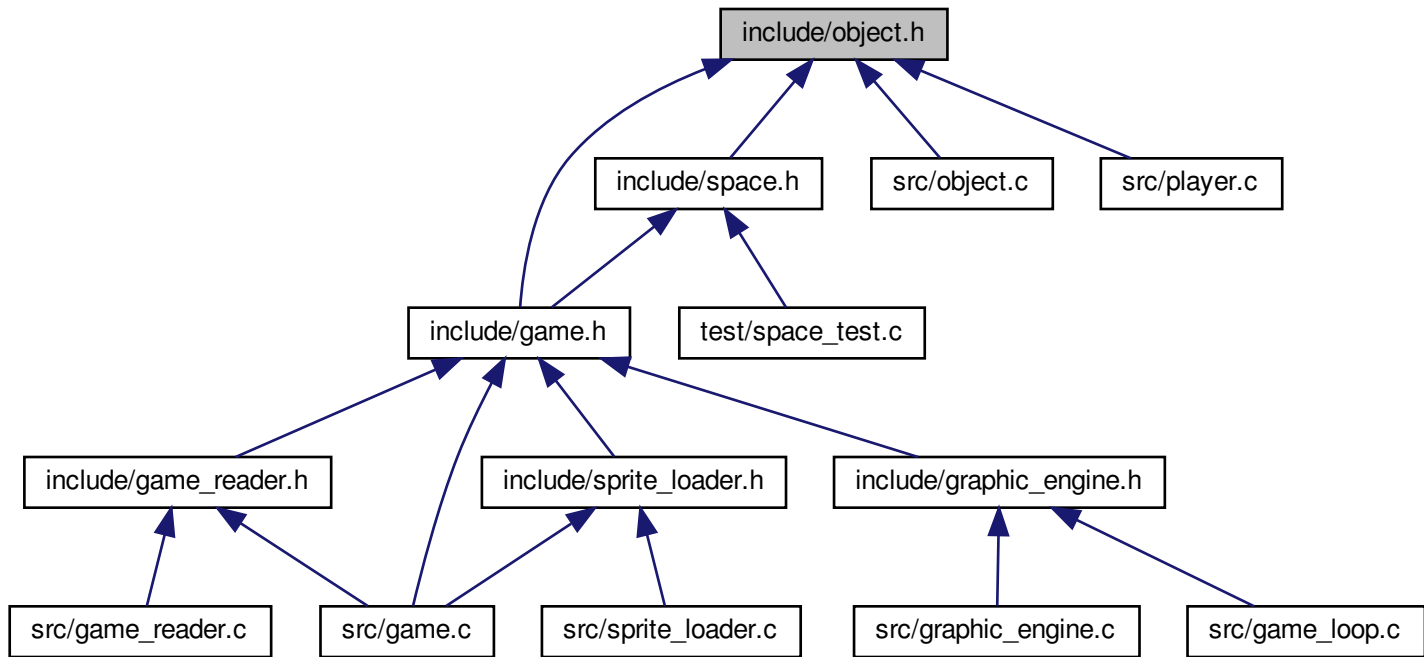 include/object.h
include/space.h
src/object.c
src/player.c
include/game.h
test/space_test.c
include/game_reader.h
include/sprite_loader.h
include/graphic_engine.h
src/game_reader.c
src/game.c
src/sprite_loader.c
src/graphic_engine.c
src/game_loop.c